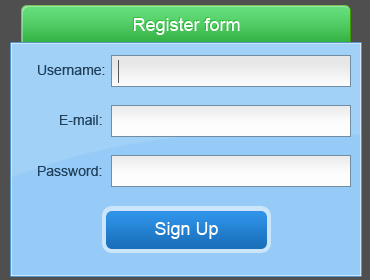 Register form
Username:
E-mail:
Password:
Sign Up